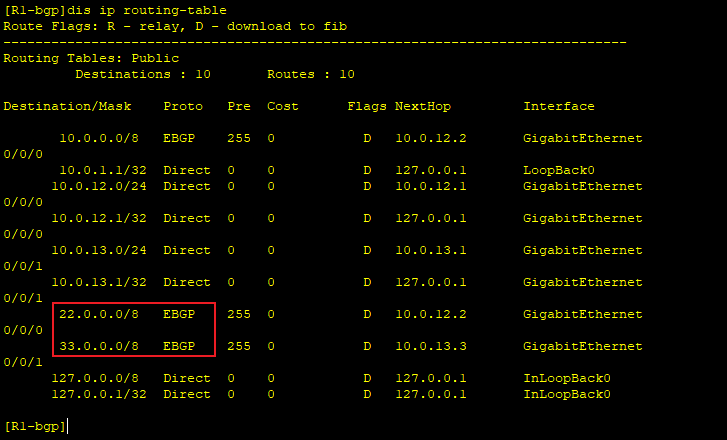 [R1-bgp]dis ip routing-table
Route Flags: R - relay, D - download to fib
------------------------------------------------------------------------------
Routing Tables: Public
         Destinations : 10       Routes : 10
Destination/Mask    Proto   Pre  Cost      Flags NextHop         Interface
       10.0.0.0/8   EBGP    255  0           D   10.0.12.2       GigabitEthernet
0/0/0
       10.0.1.1/32  Direct  0    0           D   127.0.0.1       LoopBack0
      10.0.12.0/24  Direct  0    0           D   10.0.12.1       GigabitEthernet
0/0/0
      10.0.12.1/32  Direct  0    0           D   127.0.0.1       GigabitEthernet
0/0/0
      10.0.13.0/24  Direct  0    0           D   10.0.13.1       GigabitEthernet
0/0/1
      10.0.13.1/32  Direct  0    0           D   127.0.0.1       GigabitEthernet
0/0/1
       22.0.0.0/8   EBGP    255  0           D   10.0.12.2       GigabitEthernet
0/0/0
       33.0.0.0/8   EBGP    255  0           D   10.0.13.3       GigabitEthernet
0/0/1
      127.0.0.0/8   Direct  0    0           D   127.0.0.1       InLoopBack0
      127.0.0.1/32  Direct  0    0           D   127.0.0.1       InLoopBack0
[R1-bgp]